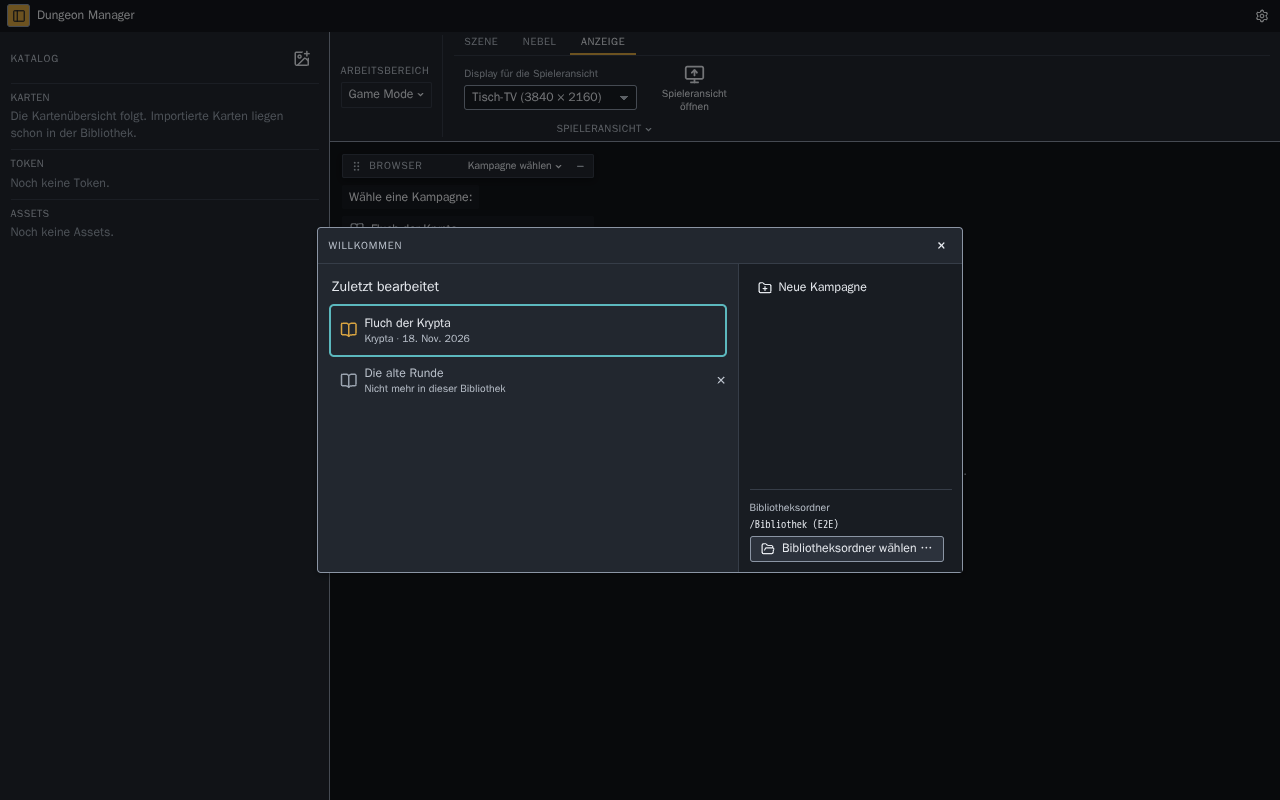 Dungeon Manager
KATALOG
KARTEN
Die Kartenübersicht folgt. Importierte Karten liegen
schon in der Bibliothek.
TOKEN
Noch keine Token.
ASSETS
Noch keine Assets.
ARBEITSBEREICH
Game Mode
SZENE NEBEL ANZEIGE
Display für die Spieleransicht
Tisch-TV (3840 × 2160)
Spieleransicht
öffnen
SPIELERANSICHT
BROWSER Kampagne wählen
Wähle eine Kampagne:
Fluch der Krypta
WILLKOMMEN
Zuletzt bearbeitet
Fluch der Krypta
Krypta · 18. Nov. 2026
Die alte Runde
Nicht mehr in dieser Bibliothek
Neue Kampagne
Bibliotheksordner
/Bibliothek (E2E)
Bibliotheksordner wählen ···